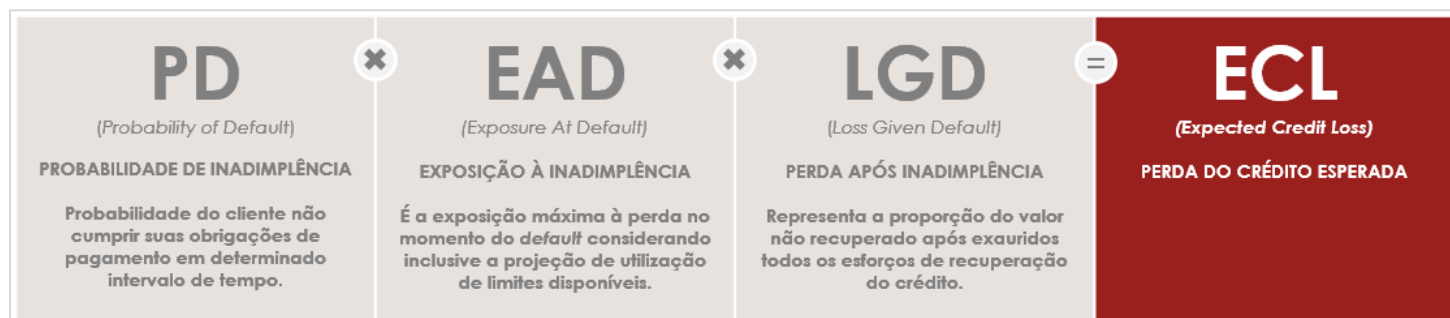 PD
(Probability of Default)
PROBABILIDADE DE INADIMPLÊNCIA
Probabilidade do cliente não
cumprir suas obrigações de
pagamento em determinado
intervalo de tempo.
✖
EAD
(Exposure At Default)
EXPOSIÇÃO À INADIMPLÊNCIA
É a exposição máxima à perda no
momento do default considerando
inclusive a projeção de utilização
de limites disponíveis.
✖
LGD
(Loss Given Default)
PERDA APÓS INADIMPLÊNCIA
Representa a proporção do valor
não recuperado após exauridos
todos os esforços de recuperação
do crédito.
=
ECL
(Expected Credit Loss)
PERDA DO CRÉDITO ESPERADA